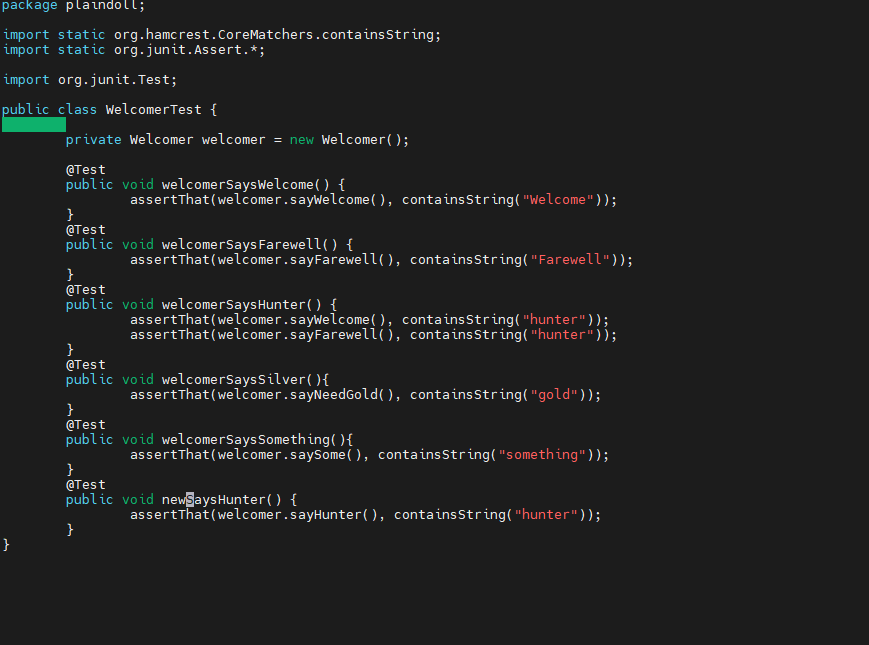 package plaindoll;
import static org.hamcrest.CoreMatchers.containsString;
import static org.junit.Assert.*;
import org.junit.Test;
public class WelcomerTest {
private Welcomer welcomer = new Welcomer();
@Test
public void welcomerSaysWelcome() {
assertThat(welcomer.sayWelcome(), containsString("Welcome"));
}
@Test
public void welcomerSaysFarewell() {
assertThat(welcomer.sayFarewell(), containsString("Farewell"));
}
@Test
public void welcomerSaysHunter() {
assertThat(welcomer.sayWelcome(), containsString("hunter"));
assertThat(welcomer.sayFarewell(), containsString("hunter"));
}
@Test
public void welcomerSaysSilver(){
assertThat(welcomer.sayNeedGold(), containsString("gold"));
}
@Test
public void welcomerSaysSomething(){
assertThat(welcomer.saySome(), containsString("something"));
}
@Test
public void newSaysHunter() {
assertThat(welcomer.sayHunter(), containsString("hunter"));
}
}